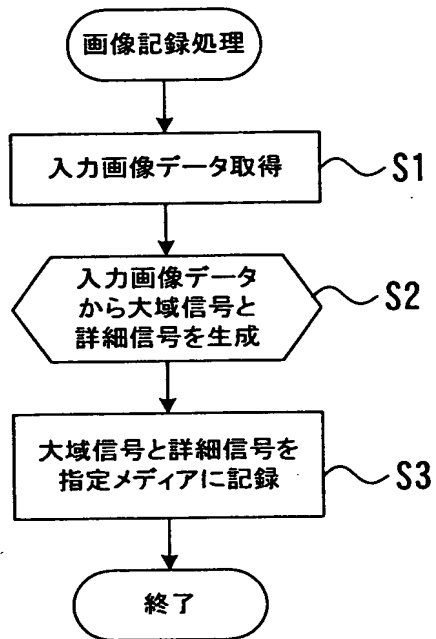 画像記録処理
入力画像データ取得
S1
入力画像データ
から大域信号と
詳細信号を生成
S2
大域信号と詳細信号を
指定メディアに記録
S3
終了